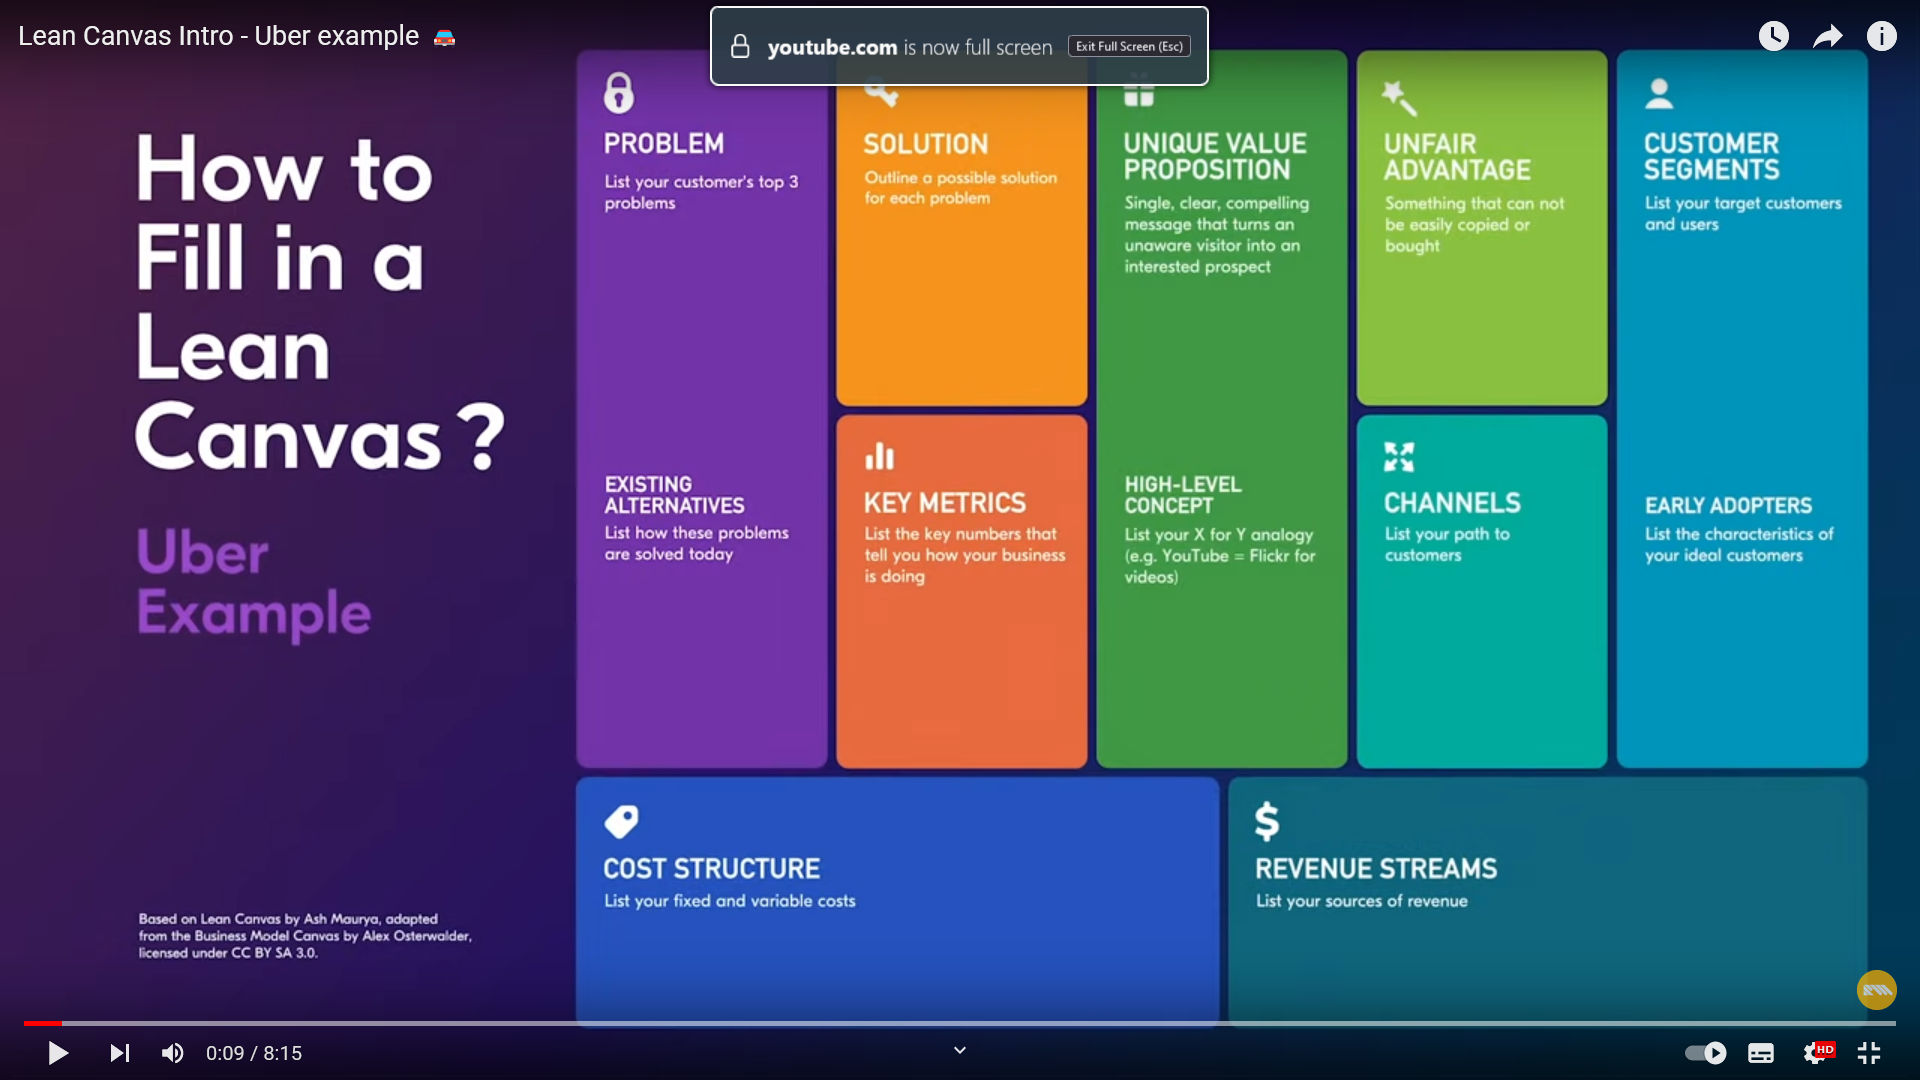 Lean Canvas Intro - Uber example
youtube.com is now full screen
Exit Full Screen (Esc)
How to
Fill in a
Lean
Canvas ?
Uber
Example
Based on Lean Canvas by Ash Maurya, adapted
from the Business Model Canvas by Alex Osterwalder,
licensed under CC BY SA 3.0.
PROBLEM
List your customer's top 3
problems
EXISTING
ALTERNATIVES
List how these problems
are solved today
SOLUTION
Outline a possible solution
for each problem
KEY METRICS
List the key numbers that
tell you how your business
is doing
UNIQUE VALUE
PROPOSITION
Single, clear, compelling
message that turns an
unaware visitor into an
interested prospect
HIGH-LEVEL
CONCEPT
List your X for Y analogy
(e.g. YouTube = Flickr for
videos)
UNFAIR
ADVANTAGE
Something that can not
be easily copied or
bought
CHANNELS
List your path to
customers
CUSTOMER
SEGMENTS
List your target customers
and users
EARLY ADOPTERS
List the characteristics of
your ideal customers
COST STRUCTURE
List your fixed and variable costs
$
REVENUE STREAMS
List your sources of revenue
0:09 / 8:15
HD